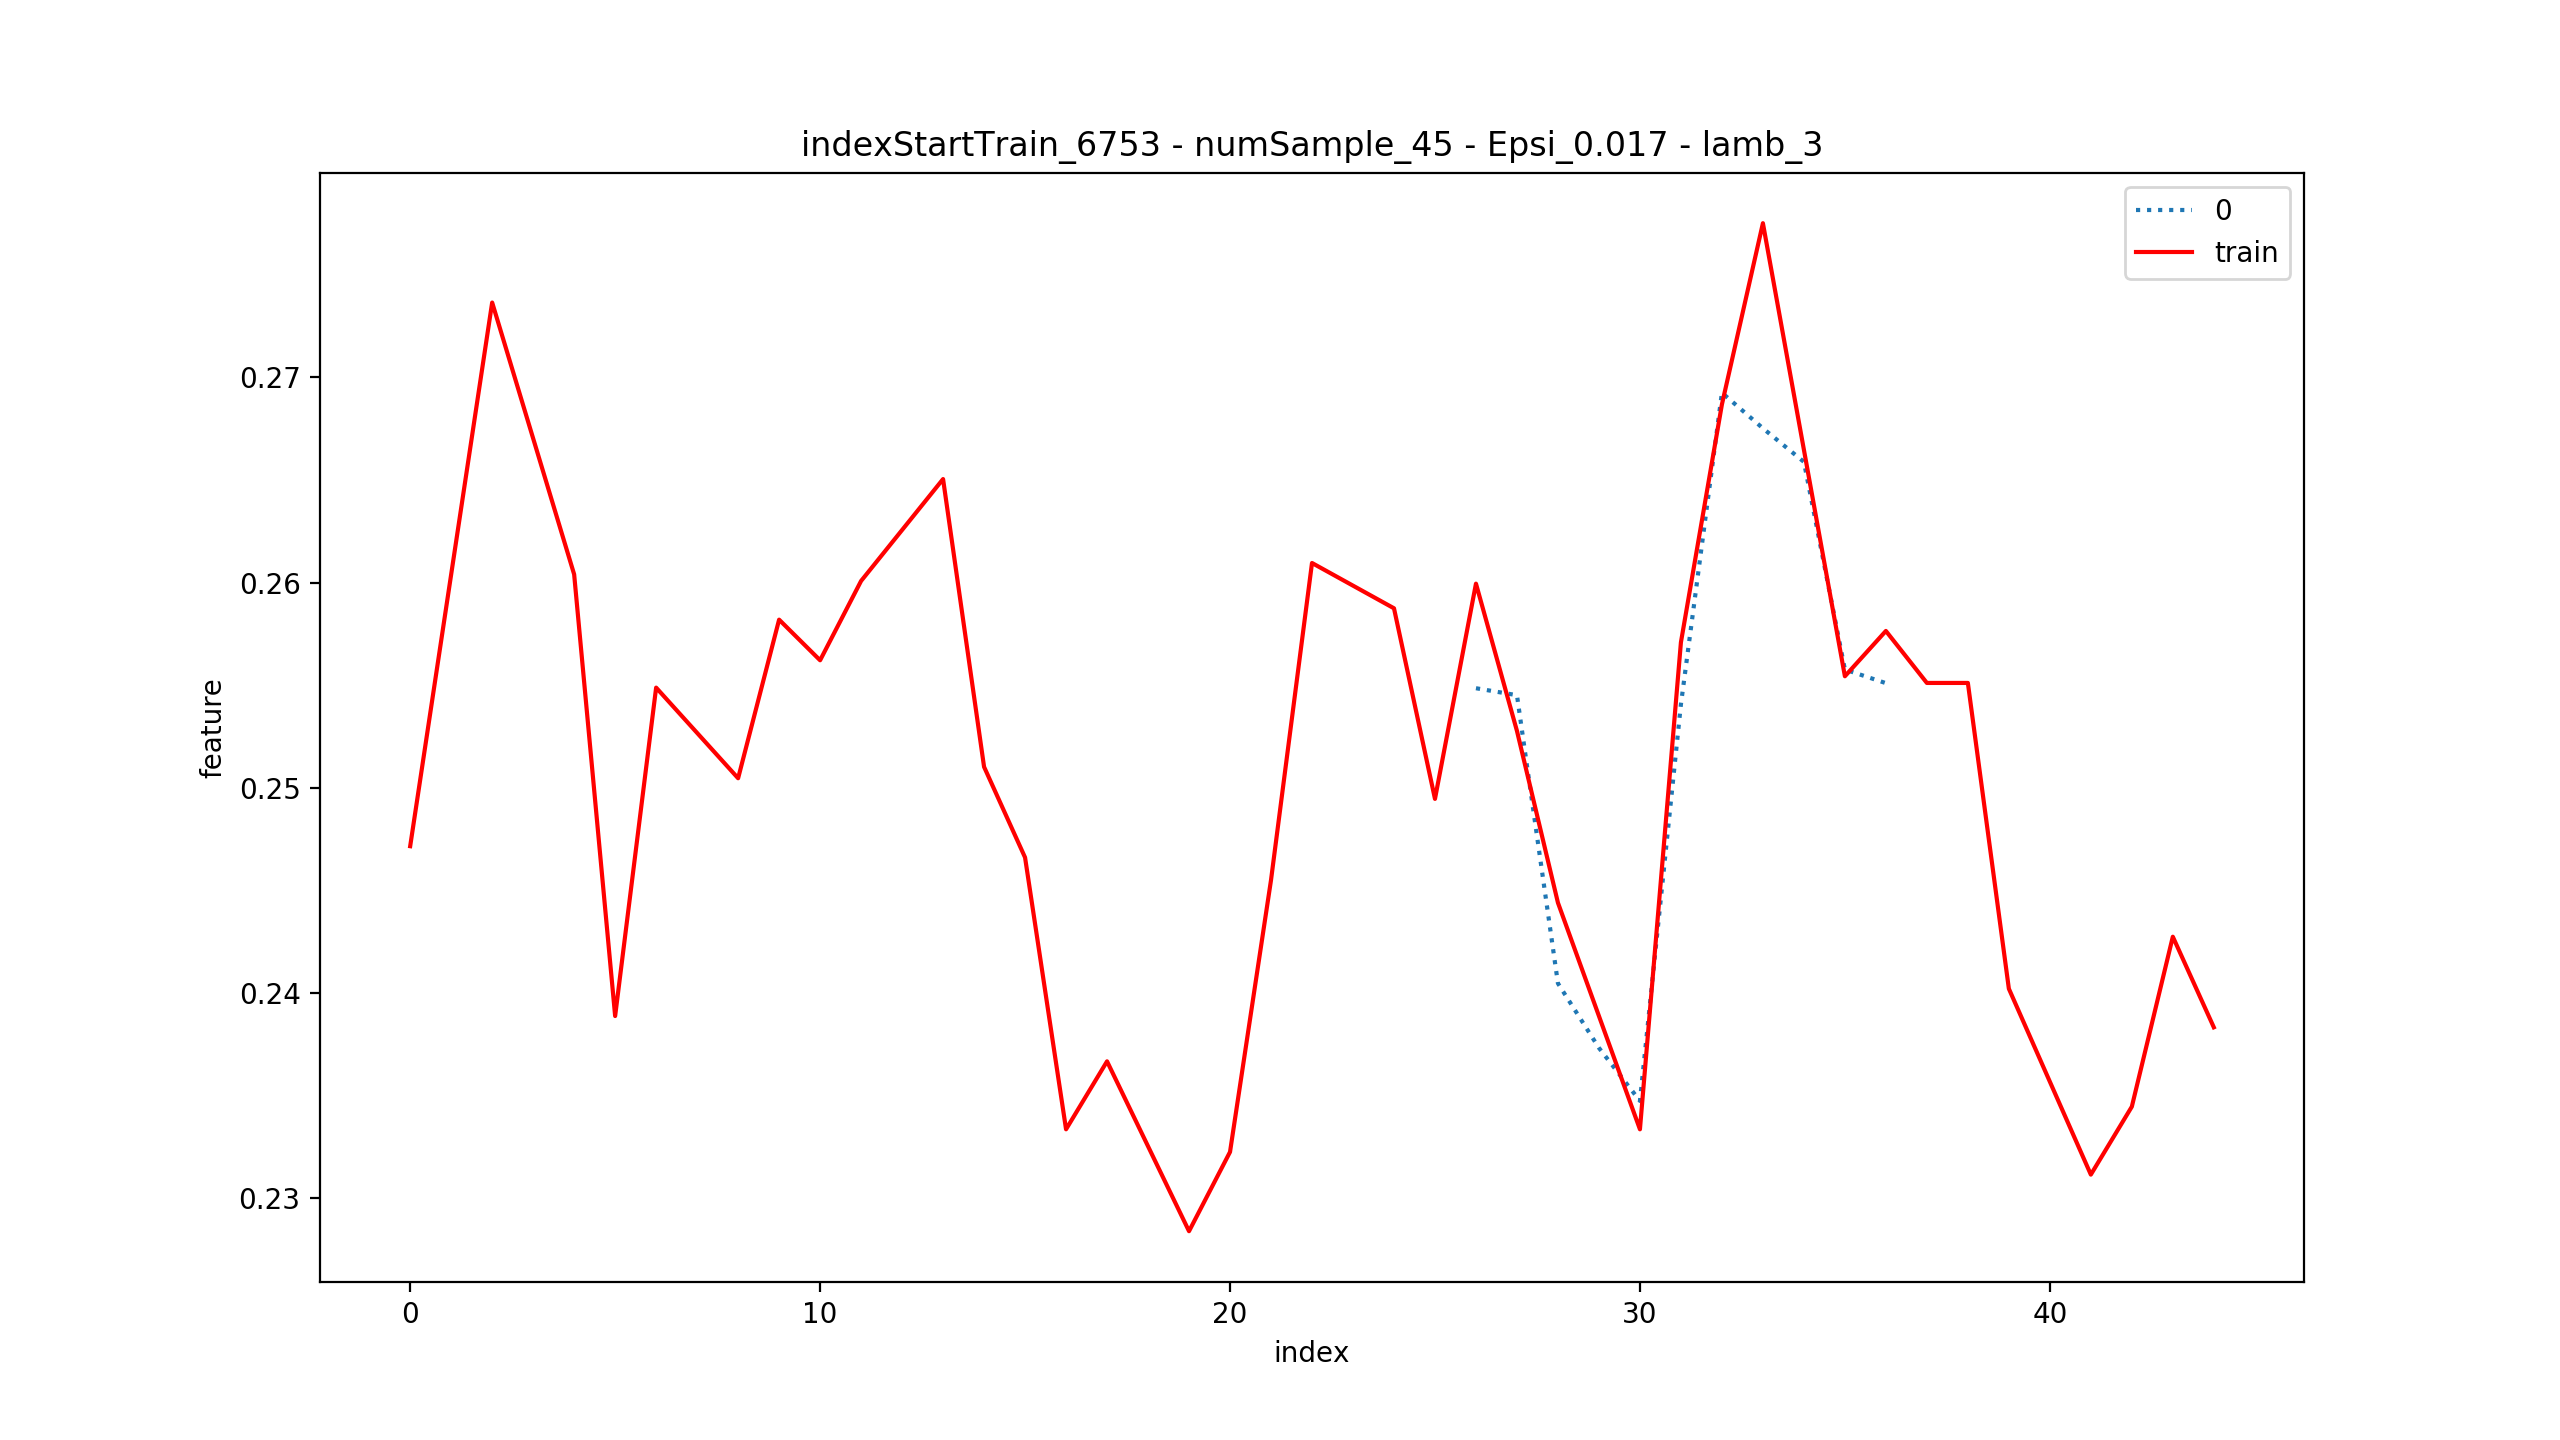 indexStartTrain_6753 - numSample_45 - Epsi_0.017 - lamb_3
0
train
0.27
0.26
0.25
0.24
0.23
feature
0 10 20 30 40
index